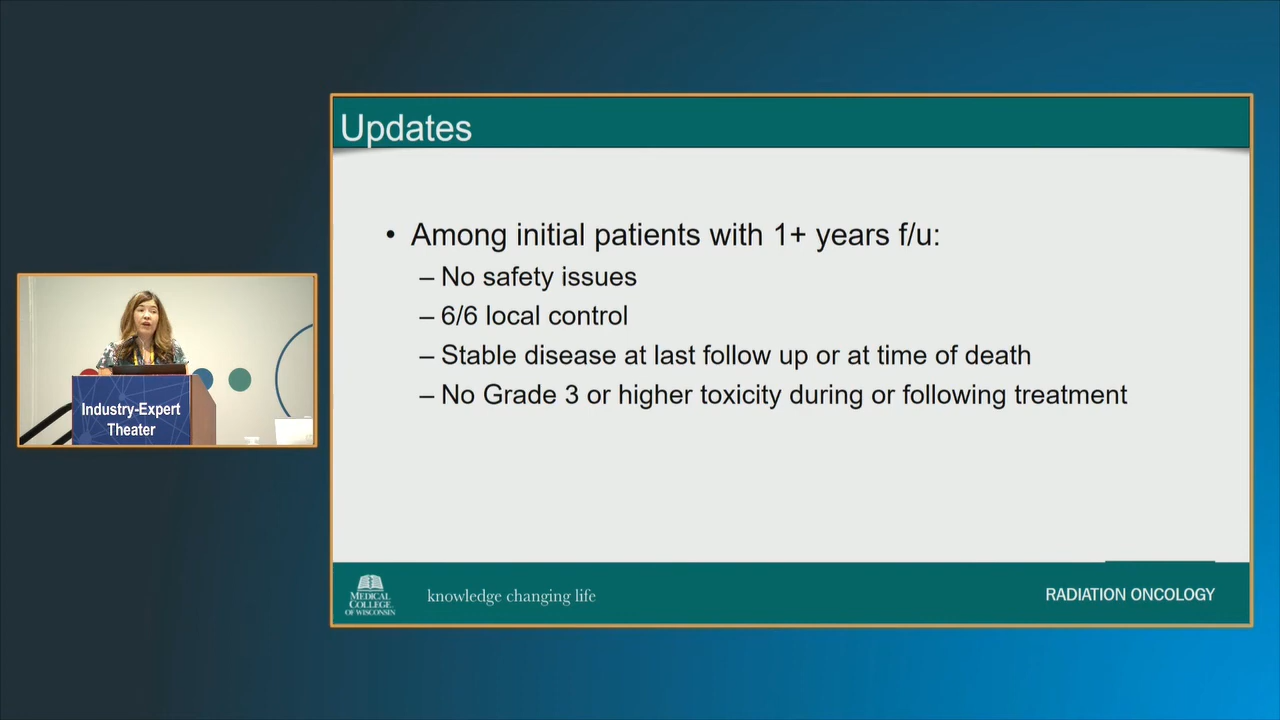 Updates
• Among initial patients with 1+ years f/u:
– No safety issues
– 6/6 local control
– Stable disease at last follow up or at time of death
– No Grade 3 or higher toxicity during or following treatment
Industry-Expert
Theater
MEDICAL
COLLEGE
OF WISCONSIN
knowledge changing life
RADIATION ONCOLOGY